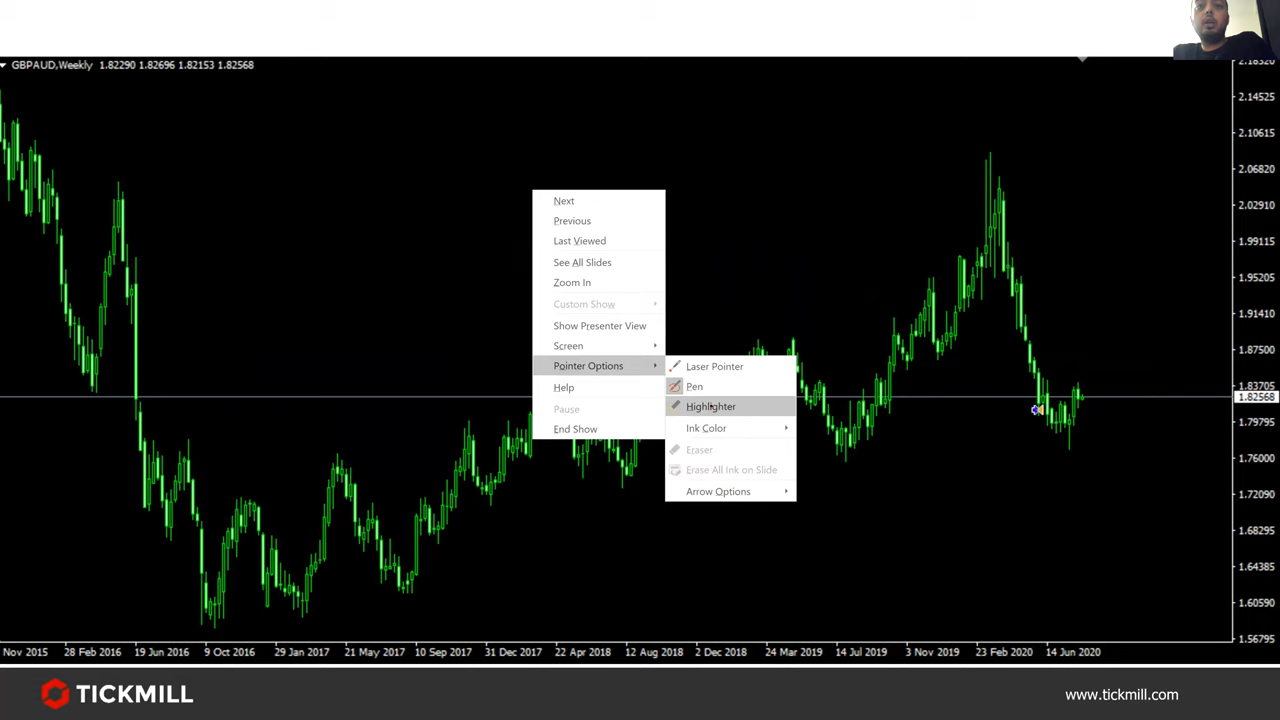 GBPAUD,Weekly 1.82290 1.82696 1.82153 1.82568
2.18320
2.14525
2.10615
2.06820
2.02910
1.99115
1.95205
1.91410
1.87500
1.83705
1.82568
1.79795
1.76000
1.72090
1.68295
1.64385
1.60590
1.56795
Next
Previous
Last Viewed
See All Slides
Zoom In
Custom Show
Show Presenter View
Screen
Pointer Options
Help
Pause
End Show
Laser Pointer
Pen
Highlighter
Ink Color
Eraser
Erase All Ink on Slide
Arrow Options
Nov 2015 28 Feb 2016 19 Jun 2016 9 Oct 2016 29 Jan 2017 21 May 2017 10 Sep 2017 31 Dec 2017 22 Apr 2018 12 Aug 2018 2 Dec 2018 24 Mar 2019 14 Jul 2019 3 Nov 2019 23 Feb 2020 14 Jun 2020
TICKMILL
www.tickmill.com